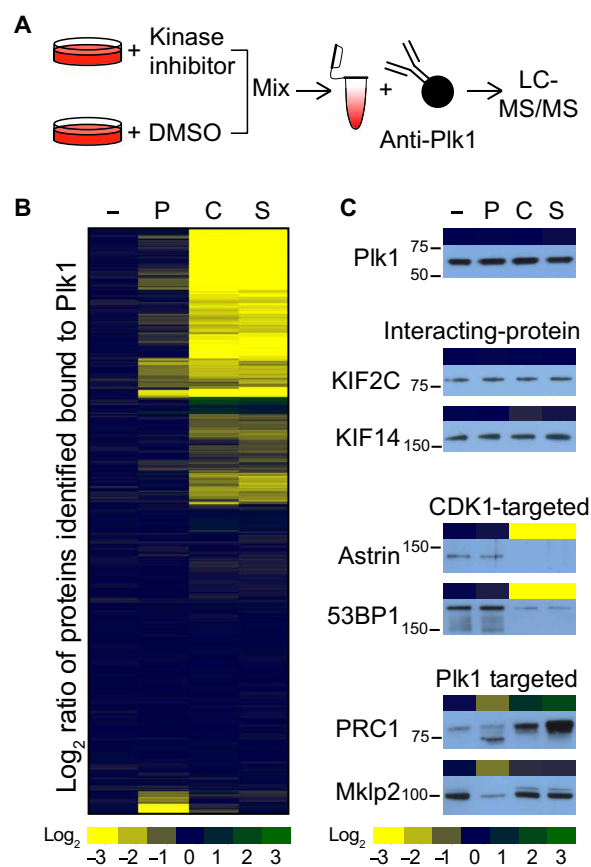 A
+ Kinase
inhibitor
+ DMSO
Mix
+
Anti-Plk1
LC-
MS/MS
B
– P C S
Log2 ratio of proteins identified bound to Plk1
Log2
–3 –2 –1 0 1 2 3
C
– P C S
Plk1
75
50
Interacting-protein
KIF2C
75
KIF14
150
CDK1-targeted
Astrin
150
53BP1
150
Plk1 targeted
PRC1
75
Mklp2
100
Log2
–3 –2 –1 0 1 2 3